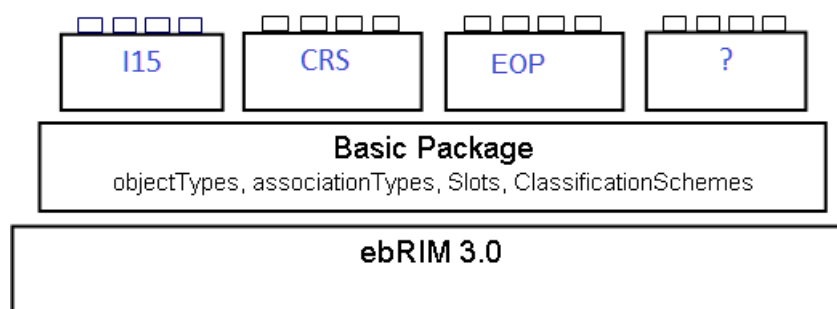 I15
CRS
EOP
?
Basic Package
objectTypes, associationTypes, Slots, ClassificationSchemes
ebRIM 3.0